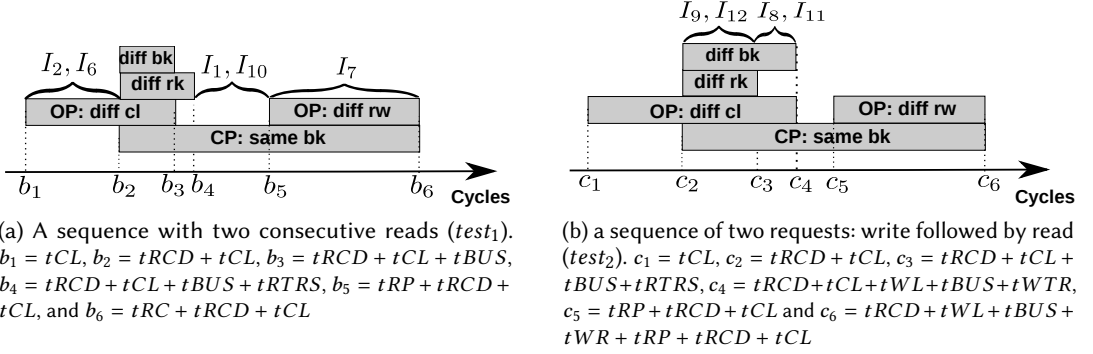 I₉, I₁₂ I₈, I₁₁
diff bk
I₂, I₆
diff rk
I₁, I₁₀
I₇
OP: diff cl
OP: diff rw
CP: same bk
b₁ b₂ b₃ b₄ b₅ b₆
Cycles
diff bk
diff rk
OP: diff cl
OP: diff rw
CP: same bk
c₁ c₂ c₃ c₄ c₅ c₆
Cycles
(a) A sequence with two consecutive reads (test₁).
b₁ = tCL, b₂ = tRCD + tCL, b₃ = tRCD + tCL + tBUS,
b₄ = tRCD + tCL + tBUS + tRTRS, b₅ = tRP + tRCD +
tCL, and b₆ = tRC + tRCD + tCL
(b) a sequence of two requests: write followed by read
(test₂). c₁ = tCL, c₂ = tRCD + tCL, c₃ = tRCD + tCL +
tBUS + tRTRS, c₄ = tRCD + tCL + tWL + tBUS + tWTR,
c₅ = tRP + tRCD + tCL and c₆ = tRCD + tWL + tBUS +
tWR + tRP + tRCD + tCL